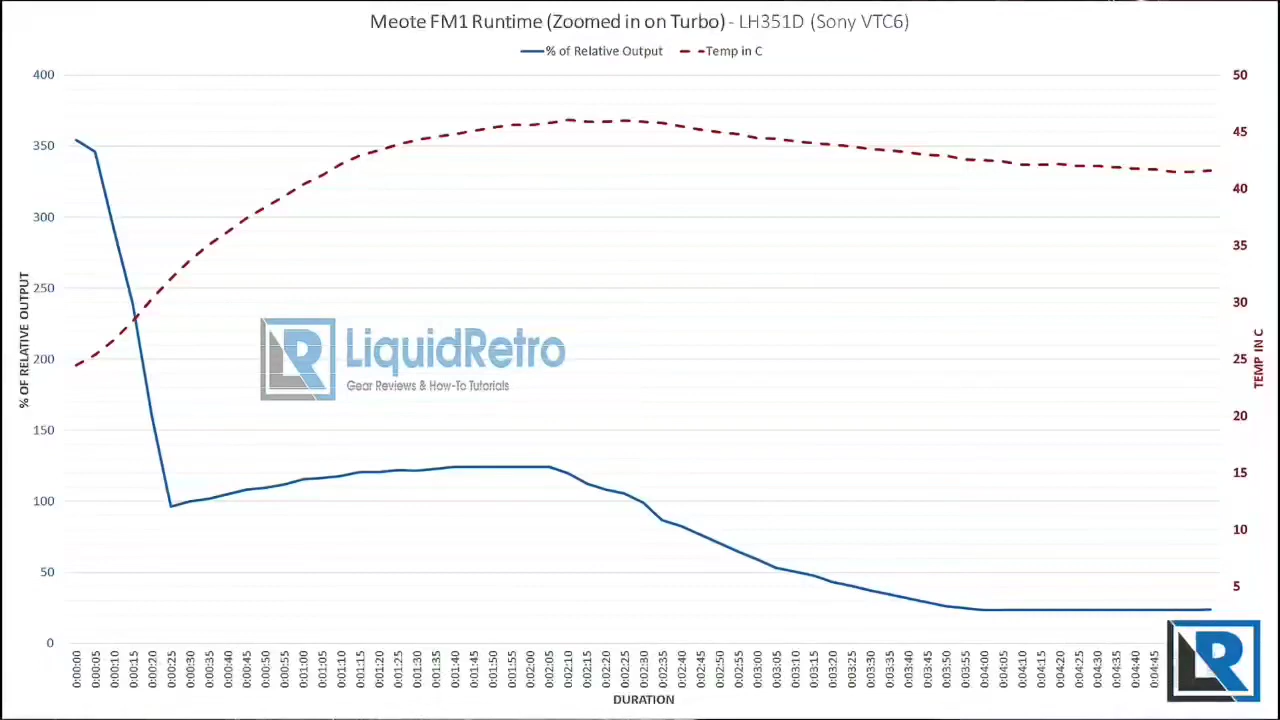 Meote FM1 Runtime (Zoomed in on Turbo) - LH351D (Sony VTC6)
% of Relative Output Temp in C
400
350
300
250
200
150
100
50
0
% OF RELATIVE OUTPUT
50
45
40
35
30
25
20
15
10
5
TEMP IN C
LR LiquidRetro
Gear Reviews & How-To Tutorials
0:00:00 0:00:05 0:00:10 0:00:15 0:00:20 0:00:25 0:00:30 0:00:35 0:00:40 0:00:45 0:00:50 0:00:55 0:01:00 0:01:05 0:01:10 0:01:15 0:01:20 0:01:25 0:01:30 0:01:35 0:01:40 0:01:45 0:01:50 0:01:55 0:02:00 0:02:05 0:02:10 0:02:15 0:02:20 0:02:25 0:02:30 0:02:35 0:02:40 0:02:45 0:02:50 0:02:55 0:03:00 0:03:05 0:03:10 0:03:15 0:03:20 0:03:25 0:03:30 0:03:35 0:03:40 0:03:45 0:03:50 0:03:55 0:04:00 0:04:05 0:04:10 0:04:15 0:04:20 0:04:25 0:04:30 0:04:35 0:04:40 0:04:45
DURATION
LR